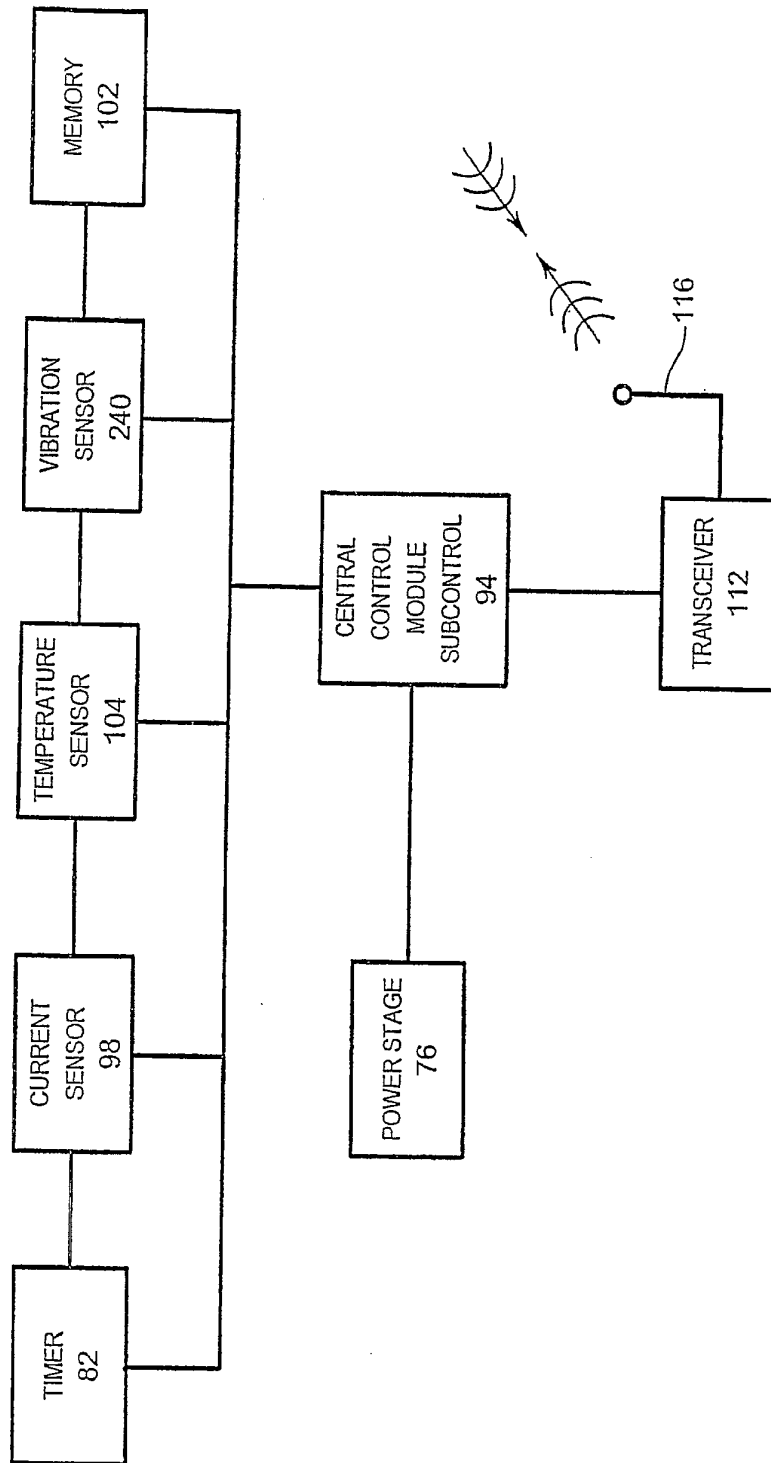 TIMER
82
CURRENT
SENSOR
98
TEMPERATURE
SENSOR
104
VIBRATION
SENSOR
240
MEMORY
102
POWER STAGE
76
CENTRAL
CONTROL
MODULE
SUBCONTROL
94
TRANSCEIVER
112
116